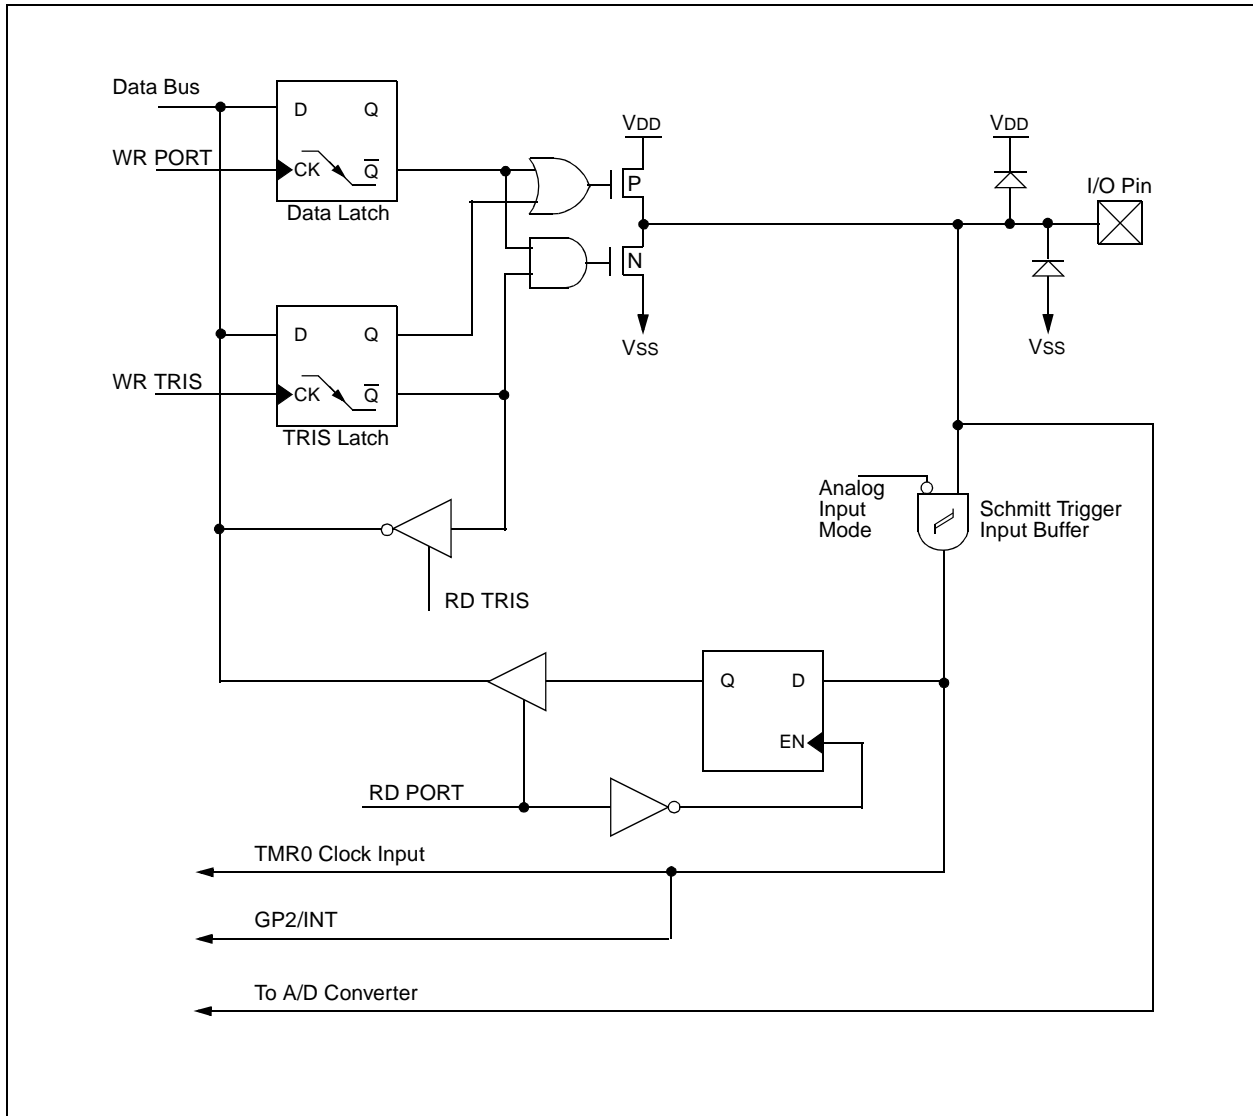 Data Bus
D Q
WR PORT
CK Q̅
Data Latch
VDD
P
N
VSS
VDD
I/O Pin
VSS
D Q
WR TRIS
CK Q̅
TRIS Latch
Analog
Input
Mode
Schmitt Trigger
Input Buffer
RD TRIS
Q D
EN
RD PORT
TMR0 Clock Input
GP2/INT
To A/D Converter